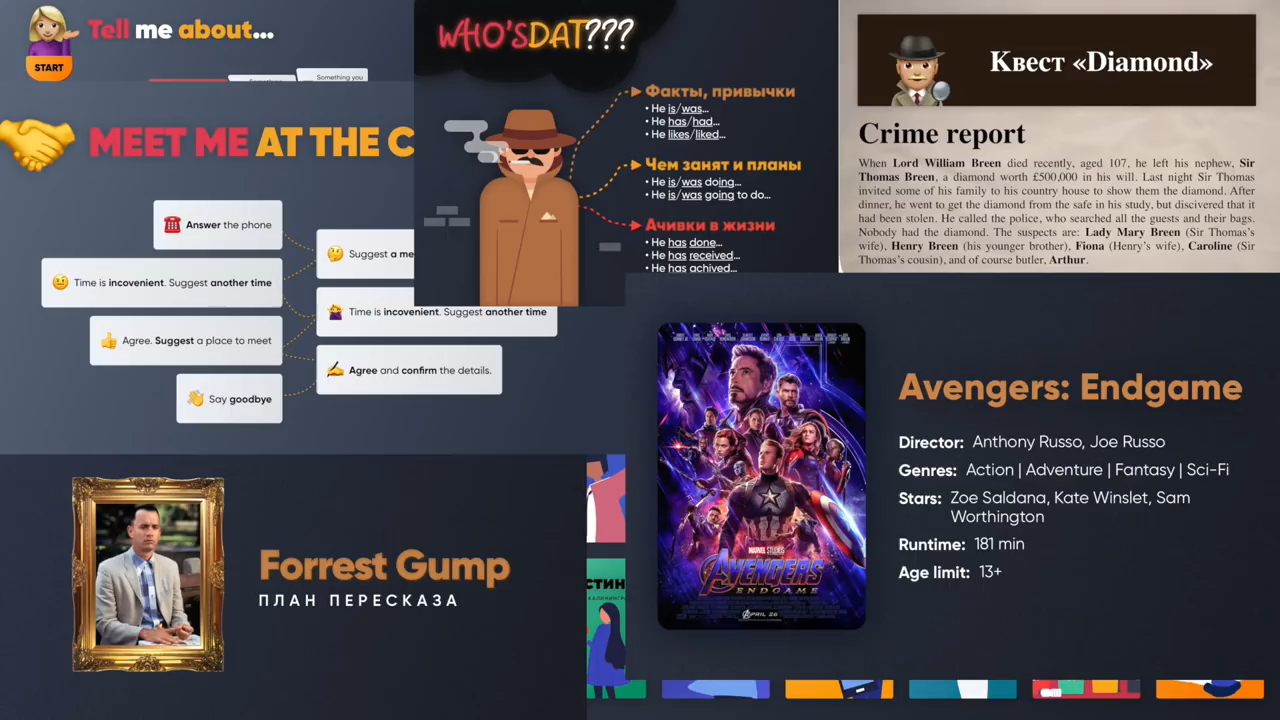 Tell me about...
START
Something you
MEET ME AT THE C
Answer the phone
Suggest a me
Time is incovenient. Suggest another time
Time is incovenient. Suggest another time
Agree. Suggest a place to meet
Agree and confirm the details.
Say goodbye
WHO'S DAT???
Факты, привычки
• He is/was...
• He has/had...
• He likes/liked...
Чем занят и планы
• He is/was doing...
• He is/was going to do...
Ачивки в жизни
• He has done...
• He has received...
• He has achived...
Квест «Diamond»
Crime report
When Lord William Breen died recently, aged 107, he left his nephew, Sir
Thomas Breen, a diamond worth £500,000 in his will. Last night Sir Thomas
invited some of his family to his country house to show them the diamond. After
dinner, he went to get the diamond from the safe in his study, but discovered that it
had been stolen. He called the police, who searched all the guests and their bags.
Nobody had the diamond. The suspects are: Lady Mary Breen (Sir Thomas's
wife), Henry Breen (his younger brother), Fiona (Henry's wife), Caroline (Sir
Thomas's cousin), and of course butler, Arthur.
Forrest Gump
ПЛАН ПЕРЕСКАЗА
СТИН
MARVEL STUDIOS
AVENGERS
ENDGAME
APRIL 26
Avengers: Endgame
Director: Anthony Russo, Joe Russo
Genres: Action | Adventure | Fantasy | Sci-Fi
Stars: Zoe Saldana, Kate Winslet, Sam
Worthington
Runtime: 181 min
Age limit: 13+